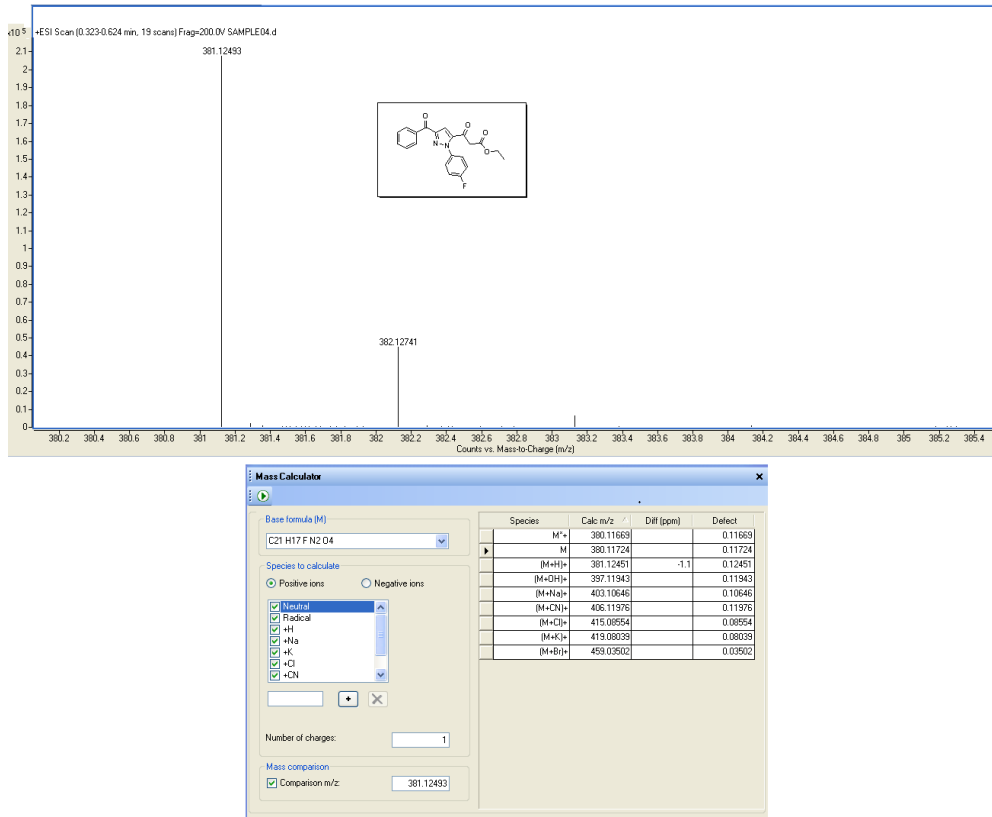 x10 5 +ESI Scan (0.323-0.624 min, 19 scans) Frag=200.0V SAMPLE04.d
381.12493
2.1
2
1.9
1.8
1.7
1.6
1.5
1.4
1.3
1.2
1.1
1
0.9
0.8
0.7
0.6
0.5
0.4
0.3
0.2
0.1
0
O
O
O
N
N
O
F
382.12741
380.2 380.4 380.6 380.8 381 381.2 381.4 381.6 381.8 382 382.2 382.4 382.6 382.8 383 383.2 383.4 383.6 383.8 384 384.2 384.4 384.6 384.8 385 385.2 385.4
Counts vs. Mass-to-Charge (m/z)
Mass Calculator
Base formula (M)
C21 H17 F N2 O4
Species to calculate
Positive ions Negative ions
Neutral
Radical
+H
+Na
+K
+Cl
+CN
Number of charges: 1
Mass comparison
Comparison m/z: 381.12493
Species Calc m/z Diff (ppm) Defect
M*+ 380.11669 0.11669
M 380.11724 0.11724
(M+H)+ 381.12451 -1.1 0.12451
(M+OH)+ 397.11943 0.11943
(M+Na)+ 403.10646 0.10646
(M+CN)+ 406.11976 0.11976
(M+Cl)+ 415.08554 0.08554
(M+K)+ 419.08039 0.08039
(M+Br)+ 459.03502 0.03502